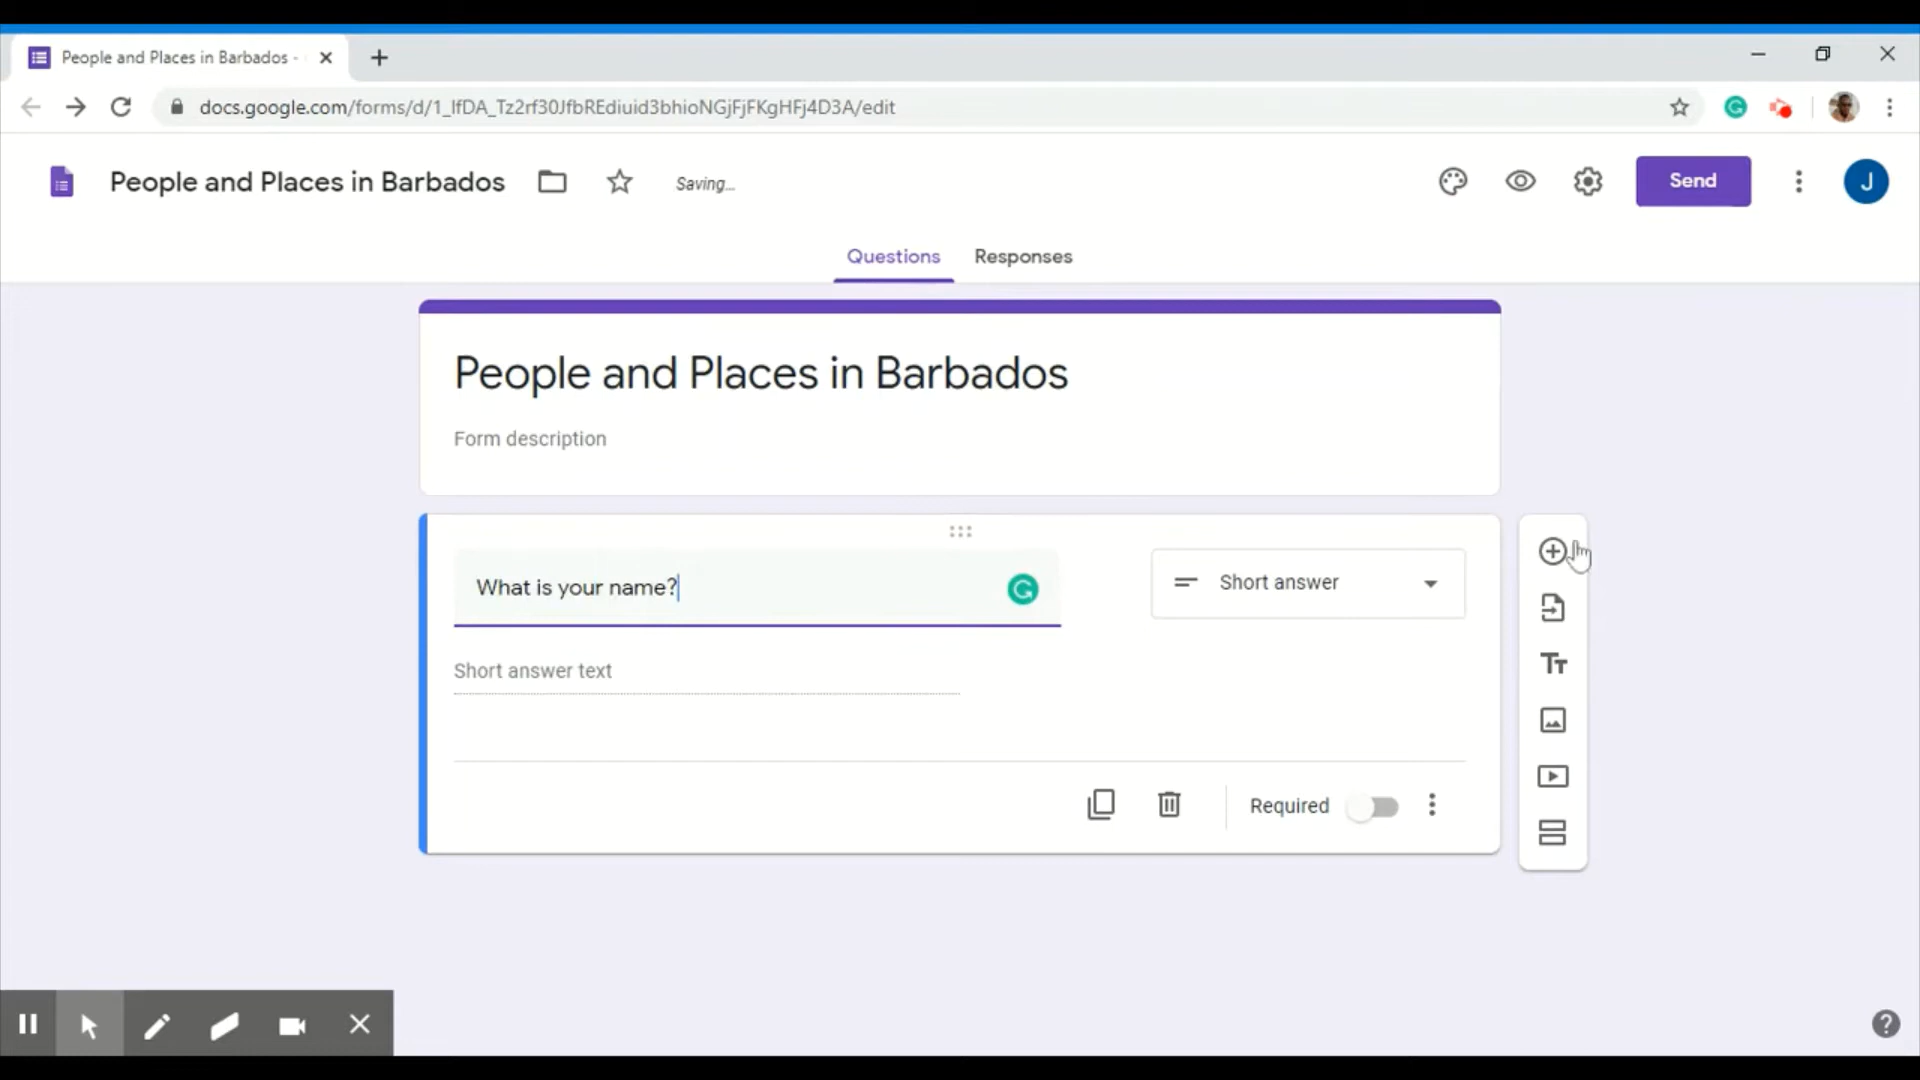 People and Places in Barbados -
docs.google.com/forms/d/1_IfDA_Tz2rf30JfbREdiuid3bhioNGjFjFKgHFj4D3A/edit
People and Places in Barbados
Saving...
Send
J
Questions
Responses
People and Places in Barbados
Form description
What is your name?
Short answer
Short answer text
Required